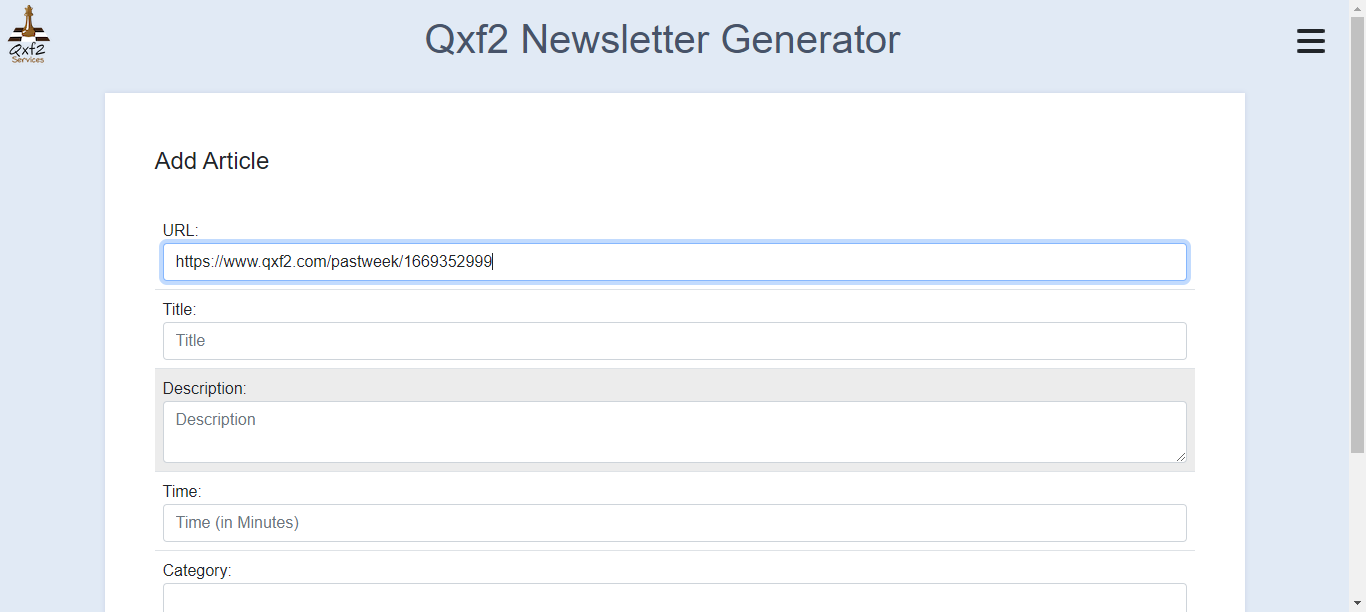 Qxf2
Services
Qxf2 Newsletter Generator
Add Article
URL:
https://www.qxf2.com/pastweek/1669352999
Title:
Title
Description:
Description
Time:
Time (in Minutes)
Category: